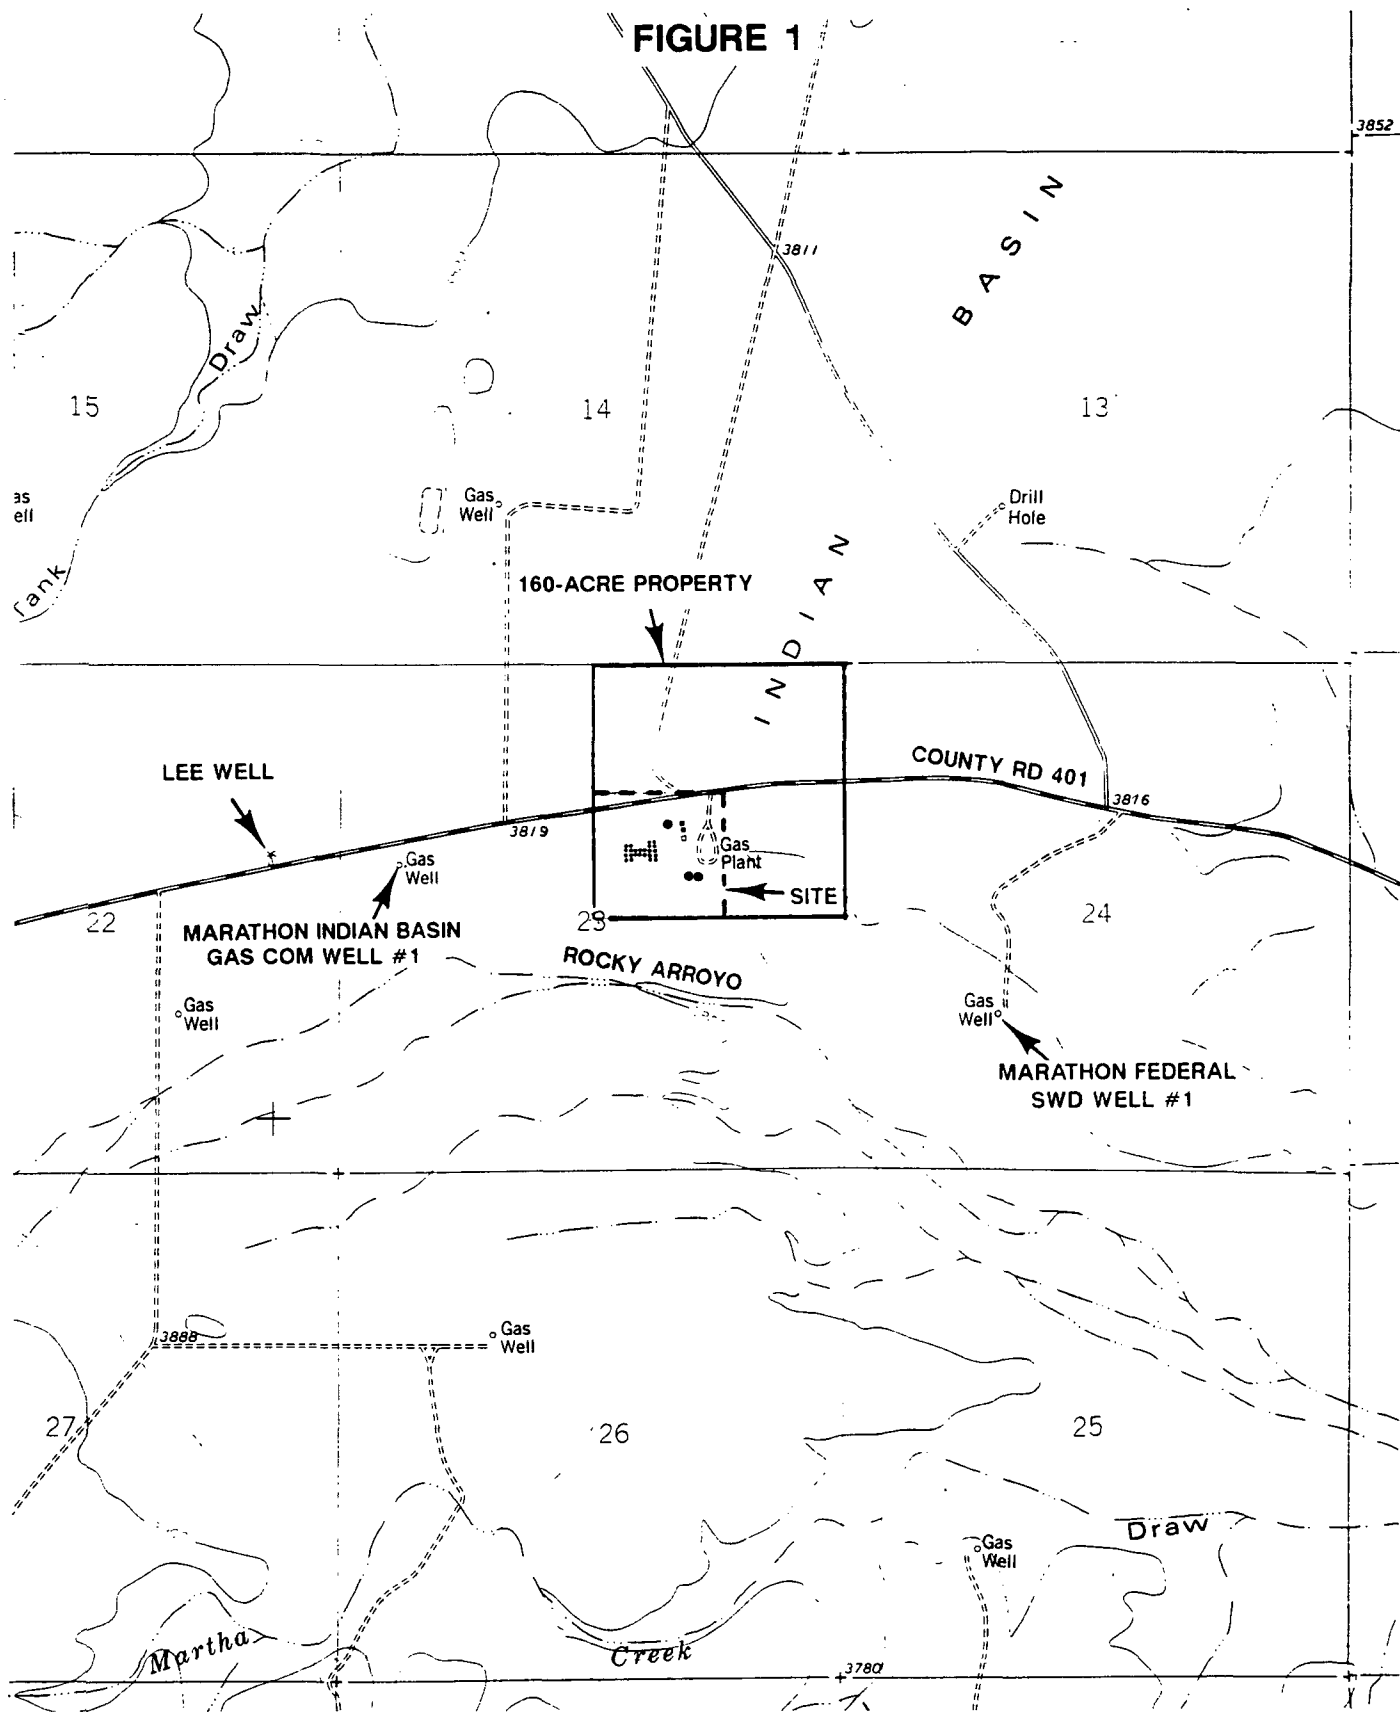 FIGURE 1
3852
BASIN
3811
Draw
15
14
13
Gas
Well
Drill
Hole
ell
Tank
160-ACRE PROPERTY
INDIAN
COUNTY RD 401
LEE WELL
3816
3819
Gas
Well
Gas
Plant
SITE
22
23
24
MARATHON INDIAN BASIN
GAS COM WELL #1
ROCKY ARROYO
Gas
Well
Gas
Well
MARATHON FEDERAL
SWD WELL #1
3888
Gas
Well
27
26
25
Draw
Gas
Well
Martha
Creek
3780